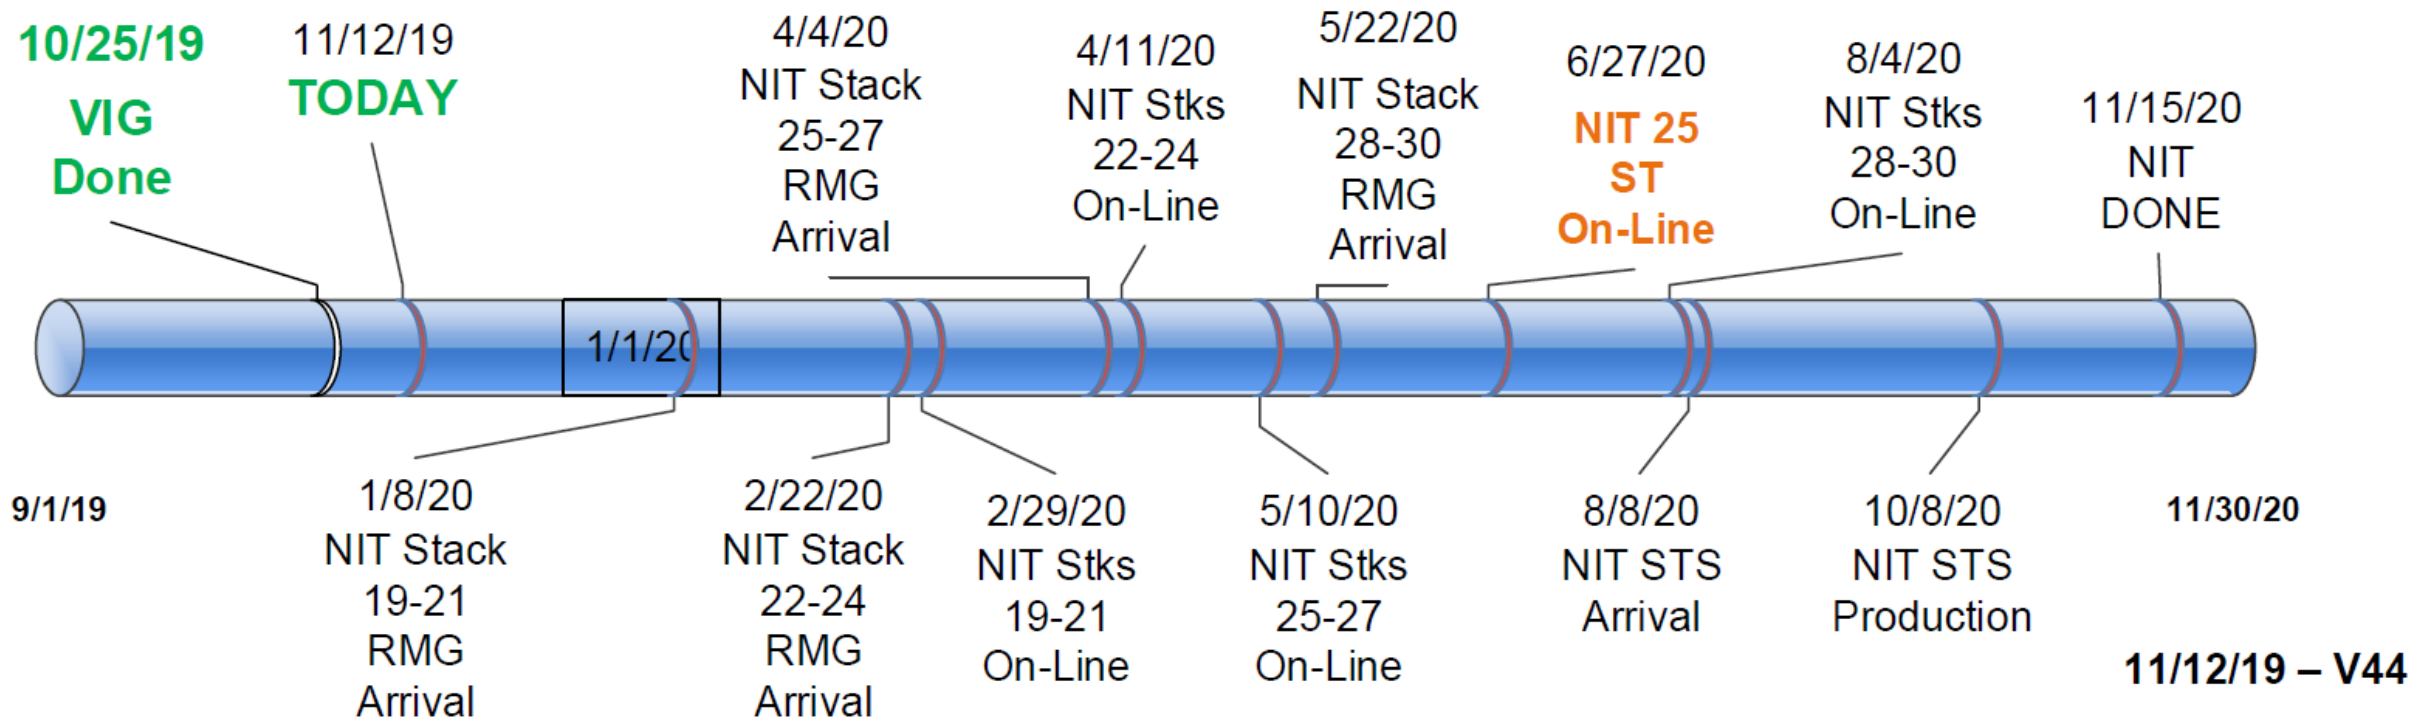 10/25/19
VIG
Done
11/12/19
TODAY
4/4/20
NIT Stack
25-27
RMG
Arrival
4/11/20
NIT Stks
22-24
On-Line
5/22/20
NIT Stack
28-30
RMG
Arrival
6/27/20
NIT 25
ST
On-Line
8/4/20
NIT Stks
28-30
On-Line
11/15/20
NIT
DONE
1/1/20
9/1/19
1/8/20
NIT Stack
19-21
RMG
Arrival
2/22/20
NIT Stack
22-24
RMG
Arrival
2/29/20
NIT Stks
19-21
On-Line
5/10/20
NIT Stks
25-27
On-Line
8/8/20
NIT STS
Arrival
10/8/20
NIT STS
Production
11/30/20
11/12/19 – V44